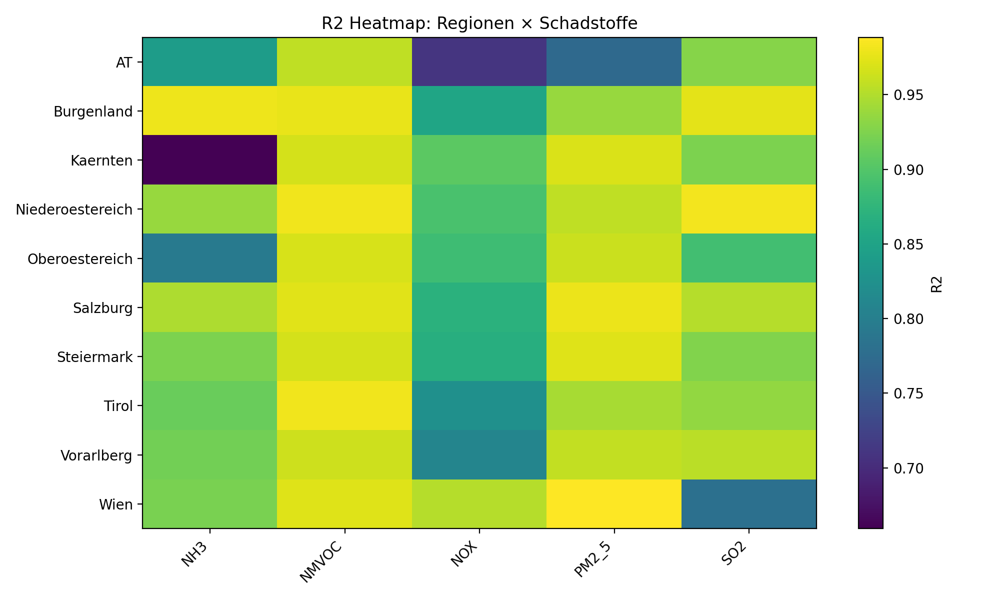 R2 Heatmap: Regionen × Schadstoffe
AT
Burgenland
Kaernten
Niederoestereich
Oberoestereich
Salzburg
Steiermark
Tirol
Vorarlberg
Wien
NH3
NMVOC
NOX
PM2_5
SO2
0.95
0.90
0.85
0.80
0.75
0.70
R2